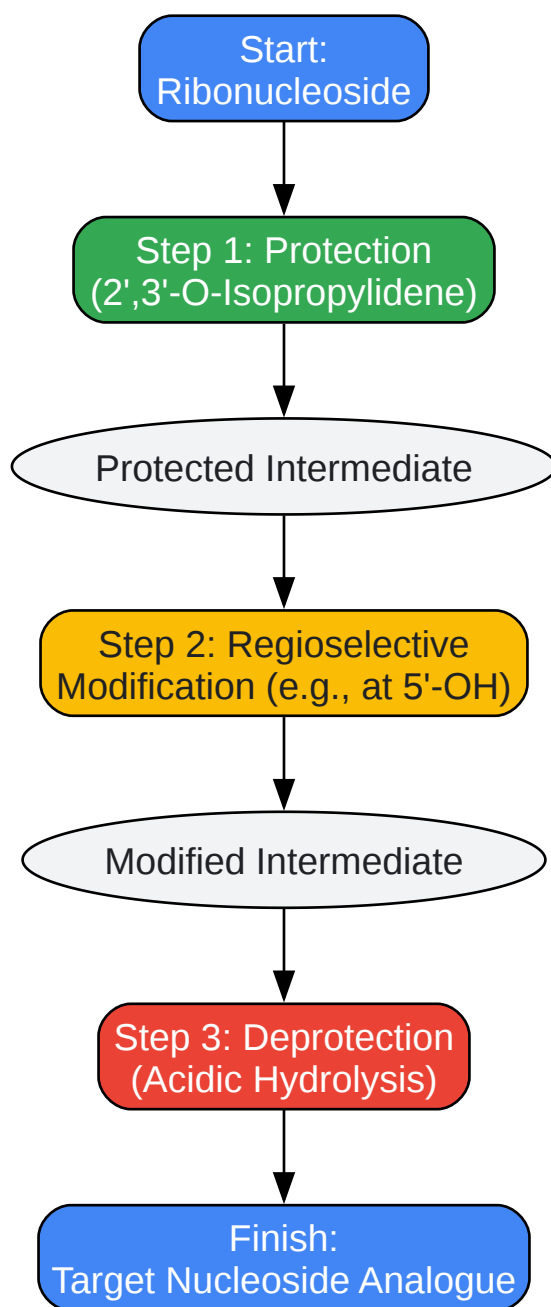 Start:
Ribonucleoside
Step 1: Protection
(2',3'-O-Isopropylidene)
Protected Intermediate
Step 2: Regioselective
Modification (e.g., at 5'-OH)
Modified Intermediate
Step 3: Deprotection
(Acidic Hydrolysis)
Finish:
Target Nucleoside Analogue